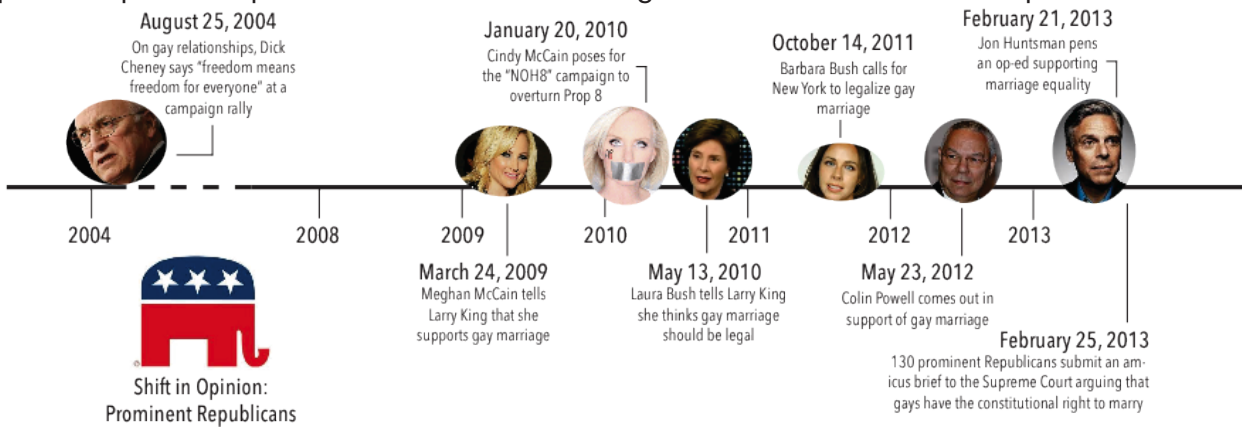 August 25, 2004
On gay relationships, Dick
Cheney says “freedom means
freedom for everyone” at a
campaign rally
January 20, 2010
Cindy McCain poses for
the “NOH8” campaign to
overturn Prop 8
October 14, 2011
Barbara Bush calls for
New York to legalize gay
marriage
February 21, 2013
Jon Huntsman pens
an op-ed supporting
marriage equality
2004
2008
2009
2010
2011
2012
2013
March 24, 2009
Meghan McCain tells
Larry King that she
supports gay marriage
May 13, 2010
Laura Bush tells Larry King
she thinks gay marriage
should be legal
May 23, 2012
Colin Powell comes out in
support of gay marriage
February 25, 2013
130 prominent Republicans submit an am-
icus brief to the Supreme Court arguing that
gays have the constitutional right to marry
Shift in Opinion:
Prominent Republicans